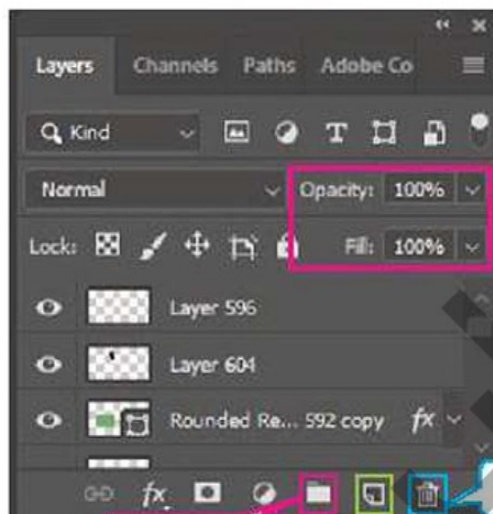 Layers Channels Paths Adobe Co
Kind
Normal Opacity: 100%
Lock: Fill: 100%
Layer 596
Layer 604
Rounded Re... 592 copy fx
fx